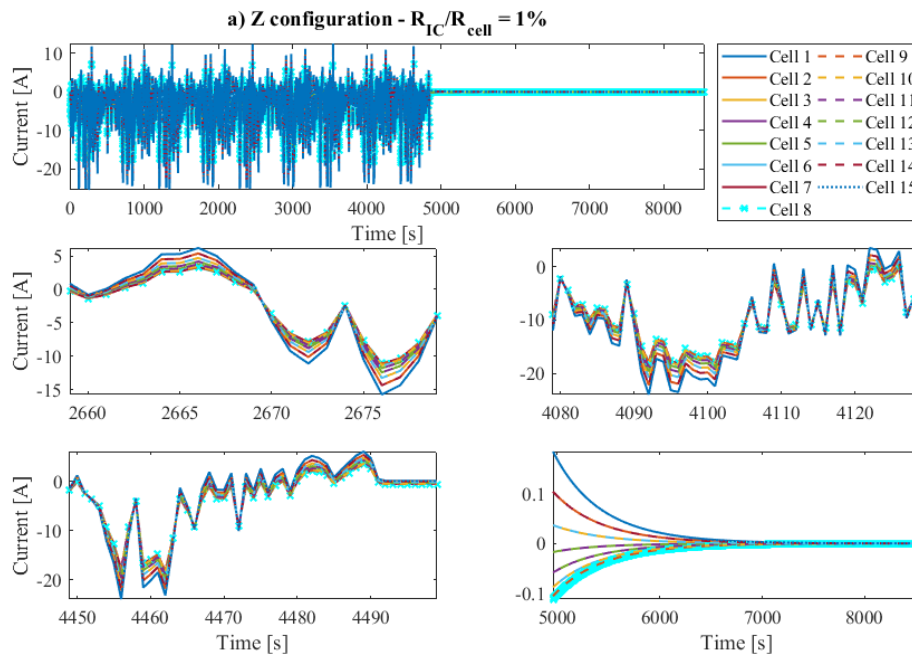 a) Z configuration - R_IC/R_cell = 1%
Current [A]
10
0
-10
-20
0 1000 2000 3000 4000 5000 6000 7000 8000
Time [s]
Cell 1 Cell 9
Cell 2 Cell 10
Cell 3 Cell 11
Cell 4 Cell 12
Cell 5 Cell 13
Cell 6 Cell 14
Cell 7 Cell 15
Cell 8
Current [A]
5
0
-5
-10
-15
2660 2665 2670 2675
0
-10
-20
4080 4090 4100 4110 4120
Current [A]
0
-10
-20
4450 4460 4470 4480 4490
Time [s]
0.1
0
-0.1
5000 6000 7000 8000
Time [s]